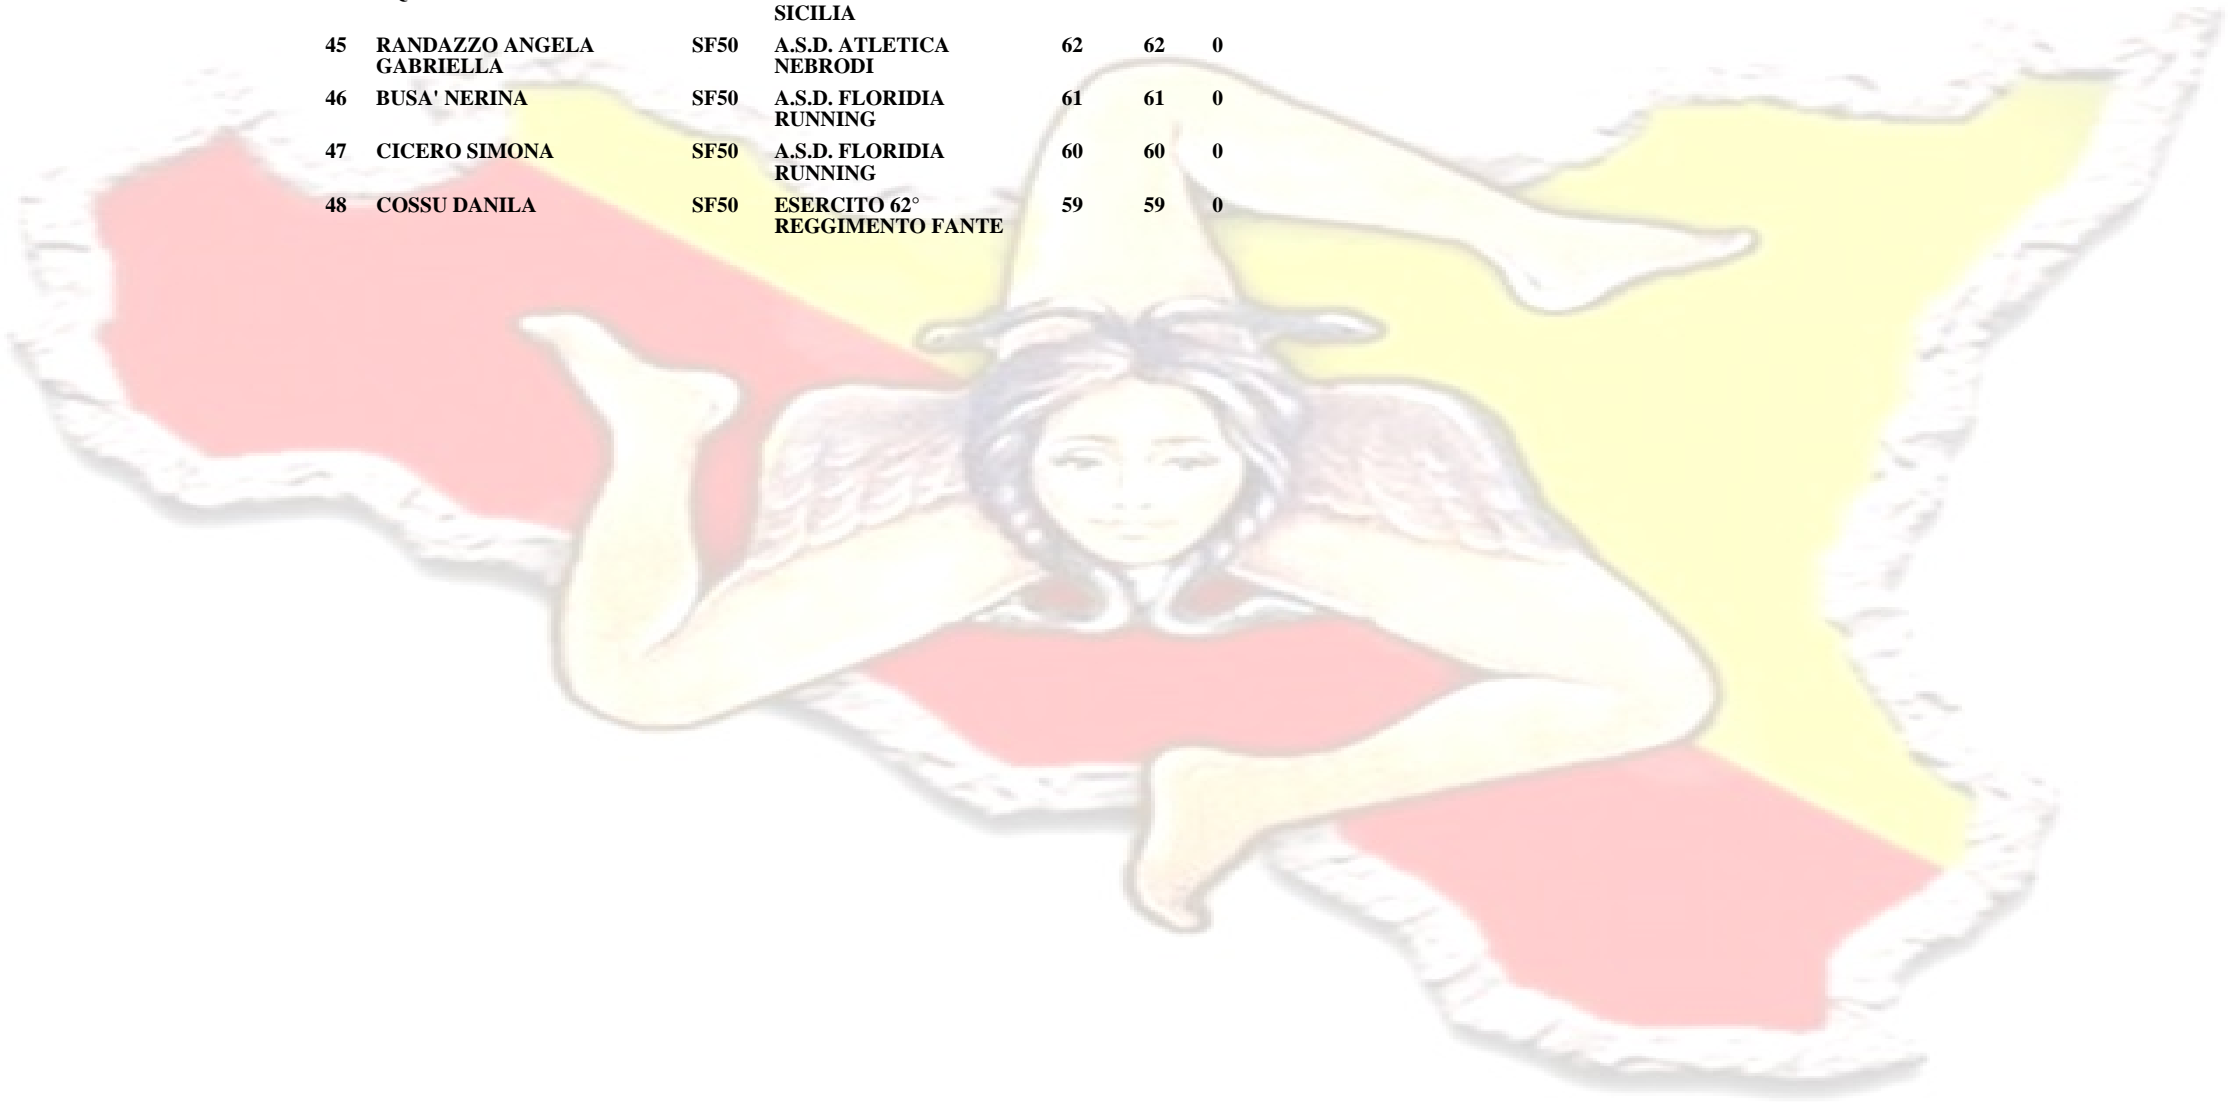 SICILIA
45 RANDAZZO ANGELA SF50 A.S.D. ATLETICA 62 62 0
GABRIELLA NEBRODI
46 BUSA' NERINA SF50 A.S.D. FLORIDIA 61 61 0
RUNNING
47 CICERO SIMONA SF50 A.S.D. FLORIDIA 60 60 0
RUNNING
48 COSSU DANILA SF50 ESERCITO 62° 59 59 0
REGGIMENTO FANTE